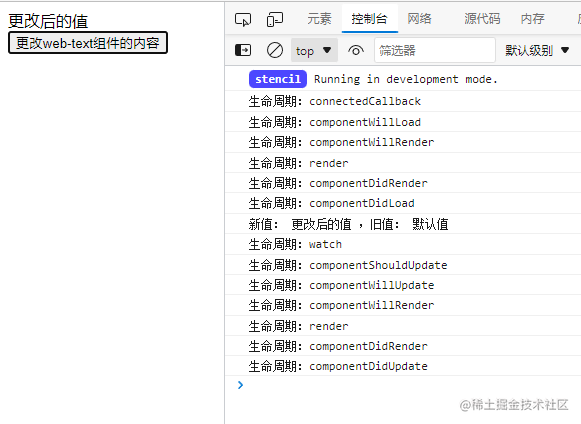 更改后的值
更改web-text组件的内容
元素 控制台 网络 源代码 内存
top 筛选器 默认级别
stencil Running in development mode.
生命周期：connectedCallback
生命周期：componentWillLoad
生命周期：componentWillRender
生命周期：render
生命周期：componentDidRender
生命周期：componentDidLoad
新值： 更改后的值 ，旧值： 默认值
生命周期：watch
生命周期：componentShouldUpdate
生命周期：componentWillUpdate
生命周期：componentWillRender
生命周期：render
生命周期：componentDidRender
生命周期：componentDidUpdate
@稀土掘金技术社区